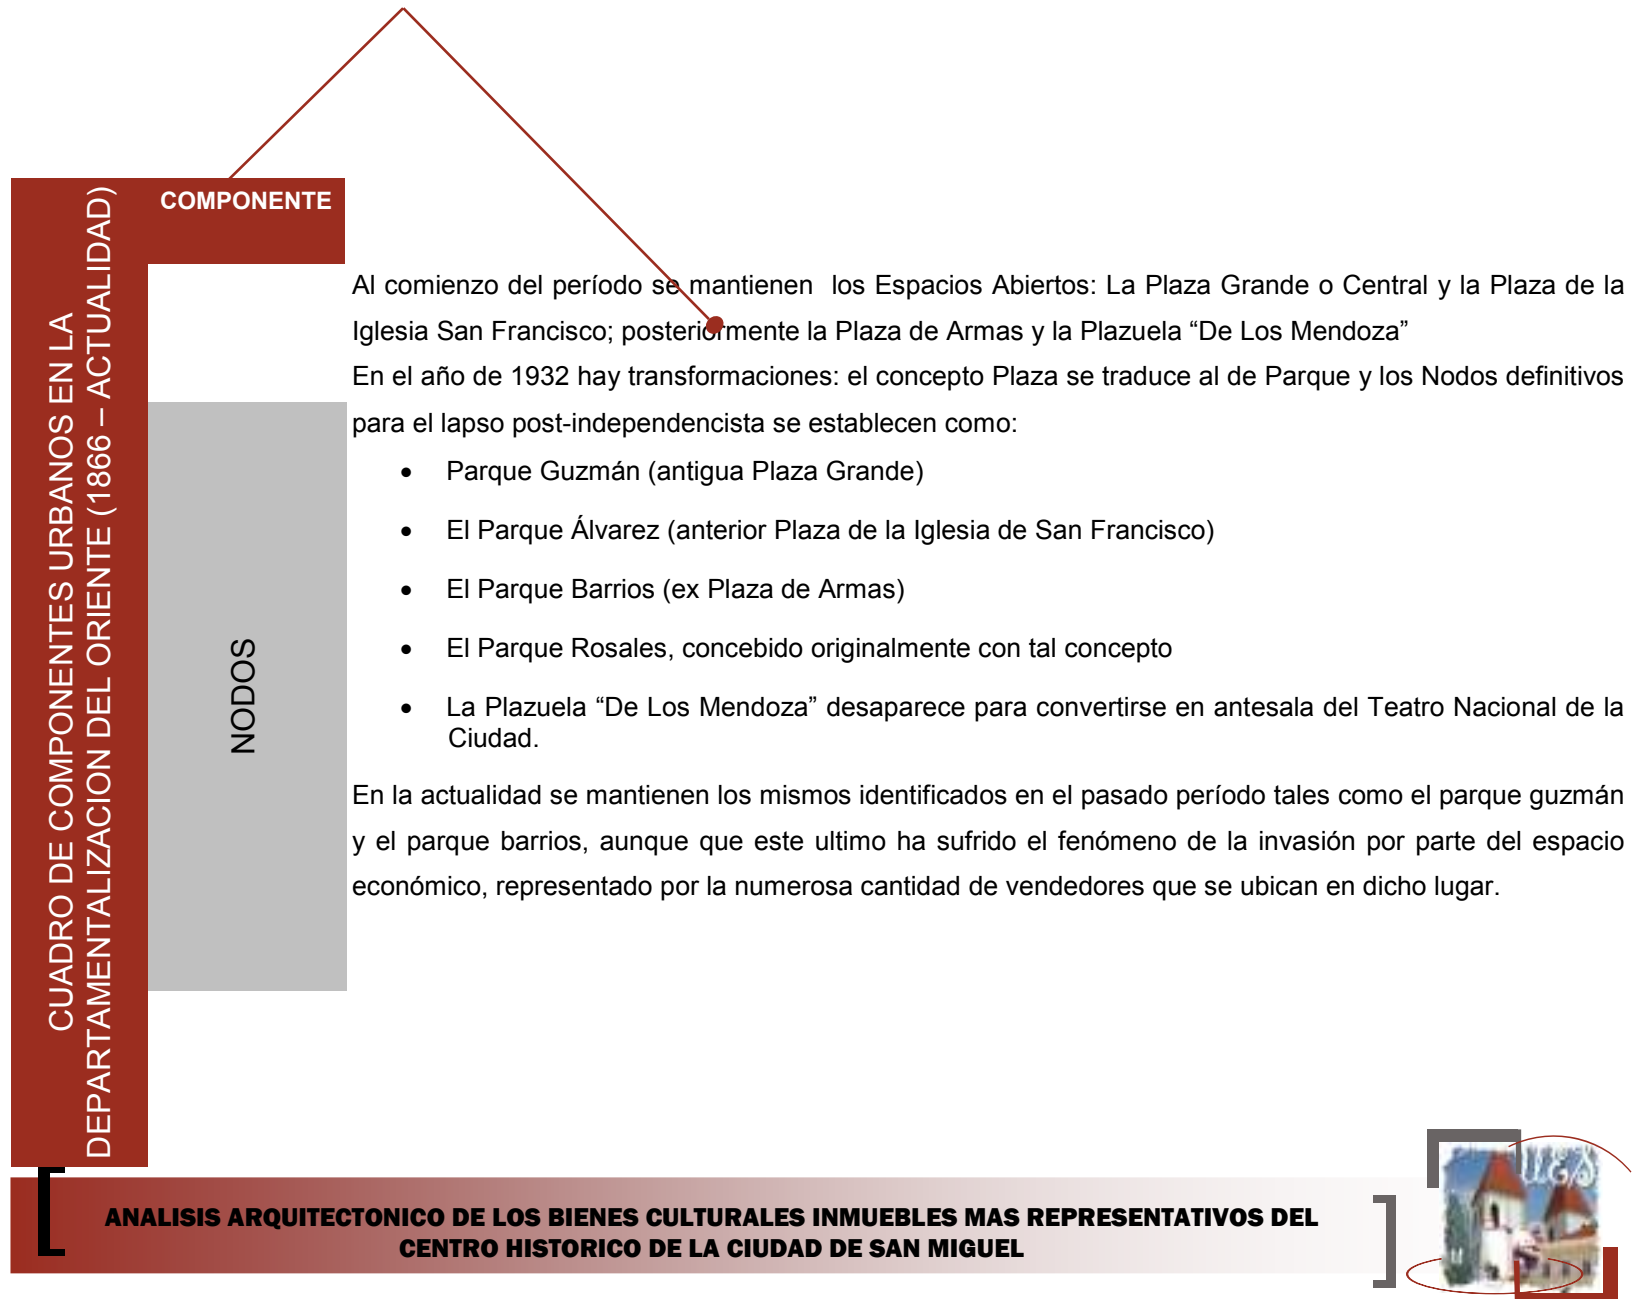 COMPONENTE
CUADRO DE COMPONENTES URBANOS EN LA
DEPARTAMENTALIZACION DEL ORIENTE (1866 – ACTUALIDAD)
NODOS
Al comienzo del período se mantienen los Espacios Abiertos: La Plaza Grande o Central y la Plaza de la
Iglesia San Francisco; posteriormente la Plaza de Armas y la Plazuela “De Los Mendoza”
En el año de 1932 hay transformaciones: el concepto Plaza se traduce al de Parque y los Nodos definitivos
para el lapso post-independencista se establecen como:
• Parque Guzmán (antigua Plaza Grande)
• El Parque Álvarez (anterior Plaza de la Iglesia de San Francisco)
• El Parque Barrios (ex Plaza de Armas)
• El Parque Rosales, concebido originalmente con tal concepto
• La Plazuela “De Los Mendoza” desaparece para convertirse en antesala del Teatro Nacional de la
Ciudad.
En la actualidad se mantienen los mismos identificados en el pasado período tales como el parque guzmán
y el parque barrios, aunque que este ultimo ha sufrido el fenómeno de la invasión por parte del espacio
económico, representado por la numerosa cantidad de vendedores que se ubican en dicho lugar.
ANALISIS ARQUITECTONICO DE LOS BIENES CULTURALES INMUEBLES MAS REPRESENTATIVOS DEL
CENTRO HISTORICO DE LA CIUDAD DE SAN MIGUEL
UES